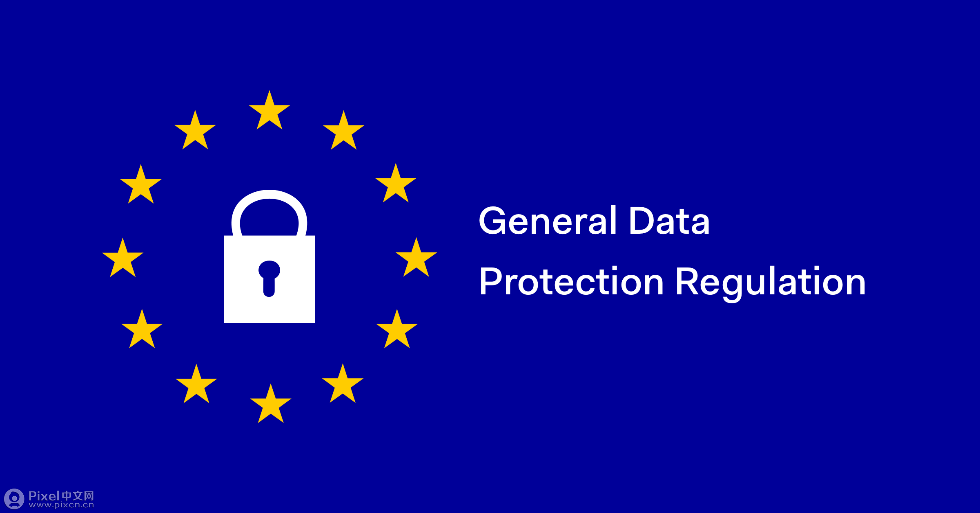 General Data
Protection Regulation
Pixel中文网
www.pixcn.cn